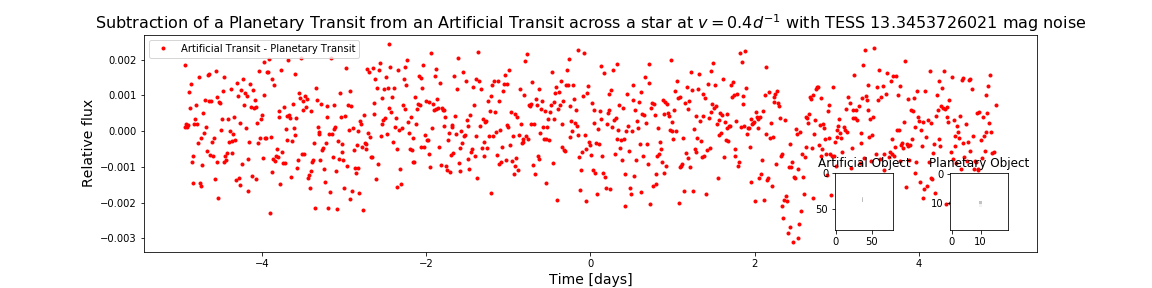 Subtraction of a Planetary Transit from an Artificial Transit across a star at v = 0.4d⁻¹ with TESS 13.3453726021 mag noise
Artificial Transit - Planetary Transit
Relative flux
0.002
0.001
0.000
−0.001
−0.002
−0.003
Artificial Object
0
50
0 50
Planetary Object
0
10
0 10
−4 −2 0 2 4
Time [days]